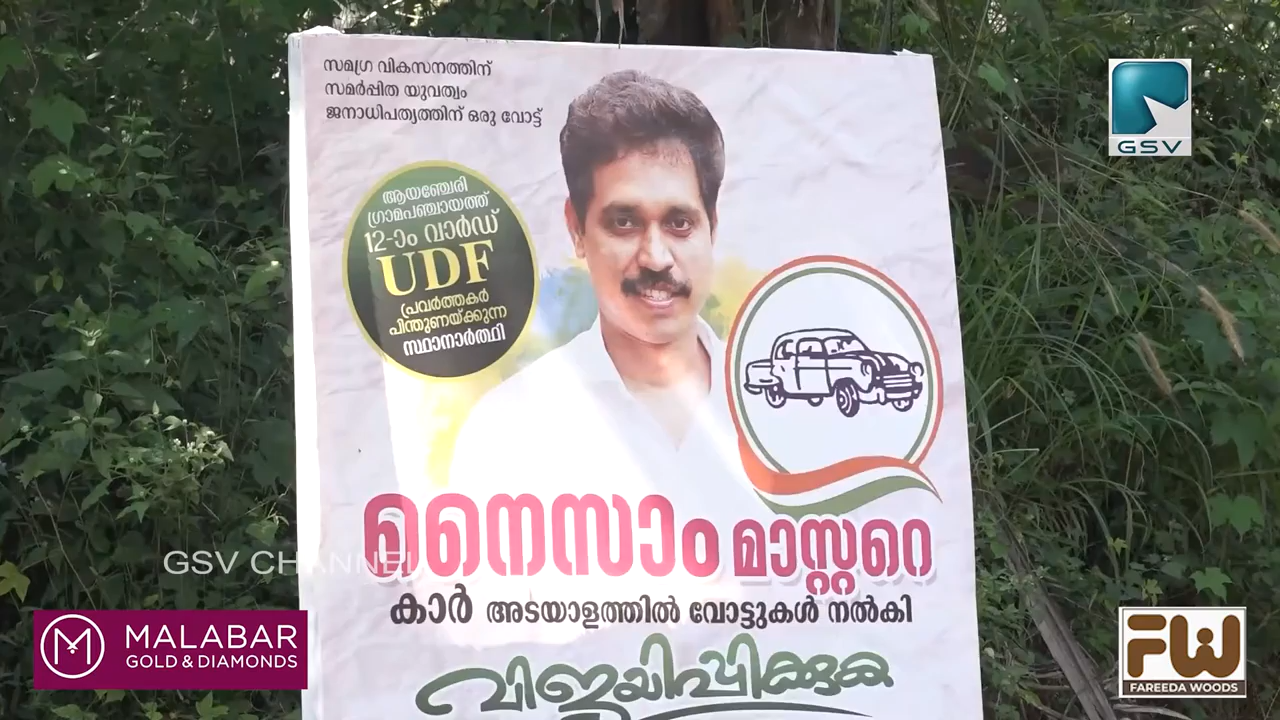 സമഗ്ര വികസനത്തിന്
സമർപ്പിത യുവത്വം
ജനാധിപത്യത്തിന് ഒരു വോട്ട്
ആയഞ്ചേരി
ഗ്രാമപഞ്ചായത്ത്
12-ാം വാർഡ്
UDF
പ്രവർത്തകർ
പിന്തുണയ്ക്കുന്ന
സ്ഥാനാർത്ഥി
മനൈസാം മാസ്റ്ററെ
കാർ അടയാളത്തിൽ വോട്ടുകൾ നൽകി
വിജയിപ്പിക്കുക
GSV
GSV CHANNEL
MALABAR
GOLD & DIAMONDS
FW
FAREEDA WOODS